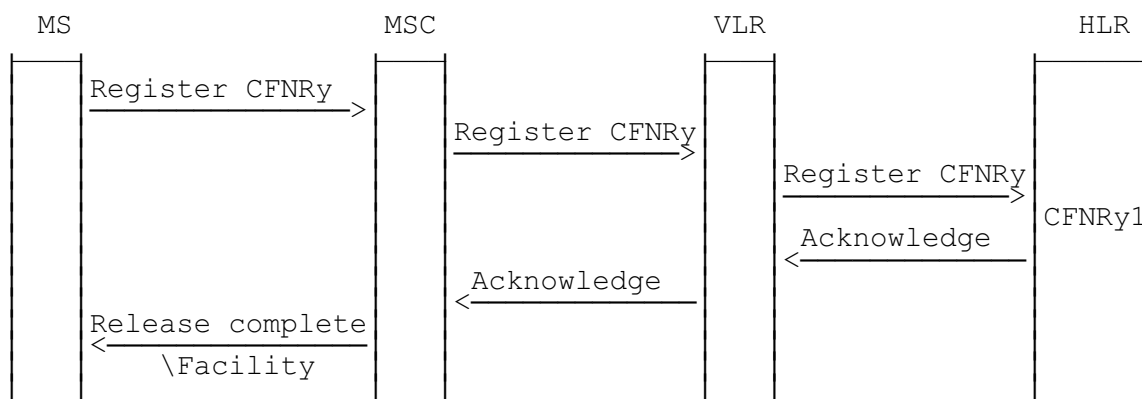 MS MSC VLR HLR
Register CFNRy
Register CFNRy
Register CFNRy
CFNRy1
Acknowledge
Acknowledge
Release complete
\Facility